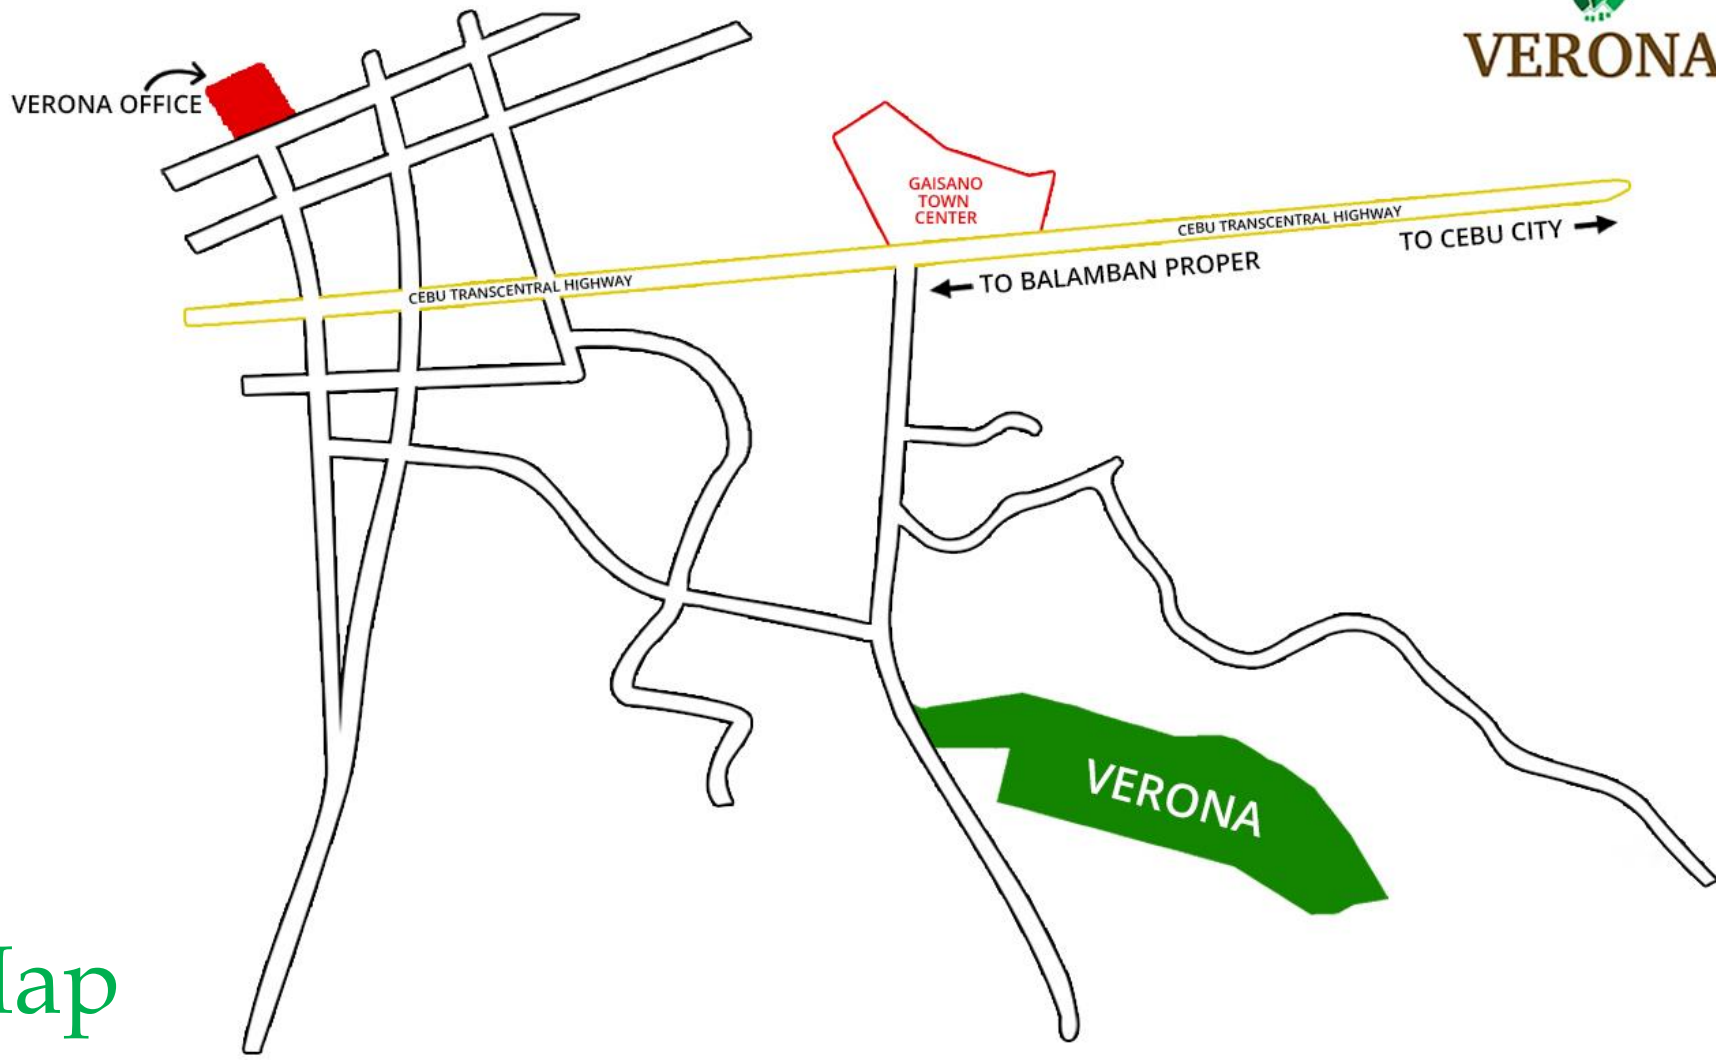 VERONA
VERONA OFFICE
GAISANO
TOWN
CENTER
CEBU TRANSCENTRAL HIGHWAY
TO CEBU CITY
TO BALAMBAN PROPER
CEBU TRANSCENTRAL HIGHWAY
VERONA